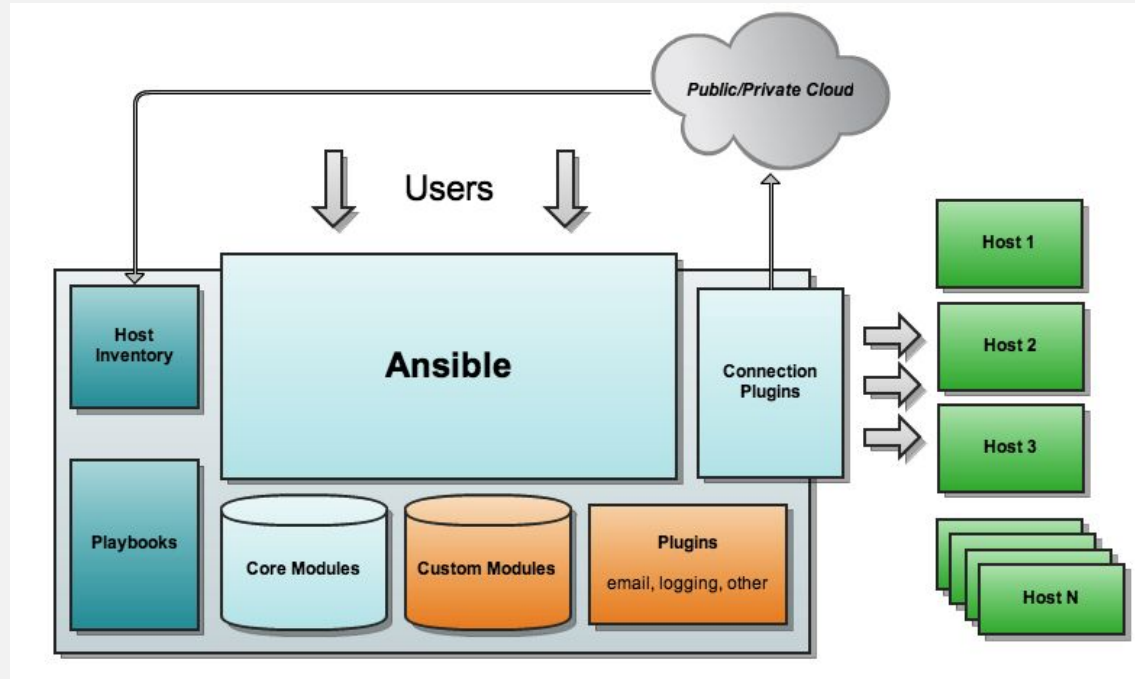 Public/Private Cloud
Users
Host
Inventory
Ansible
Connection
Plugins
Host 1
Host 2
Host 3
Playbooks
Core Modules
Custom Modules
Plugins
email, logging, other
Host N